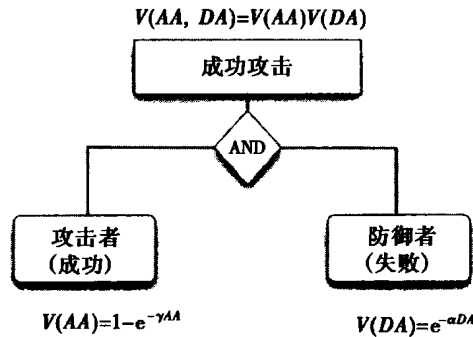 V(AA, DA)=V(AA)V(DA)
成功攻击
AND
攻击者
(成功)
防御者
(失败)
V(AA)=1−e^{−γAA}
V(DA)=e^{−αDA}